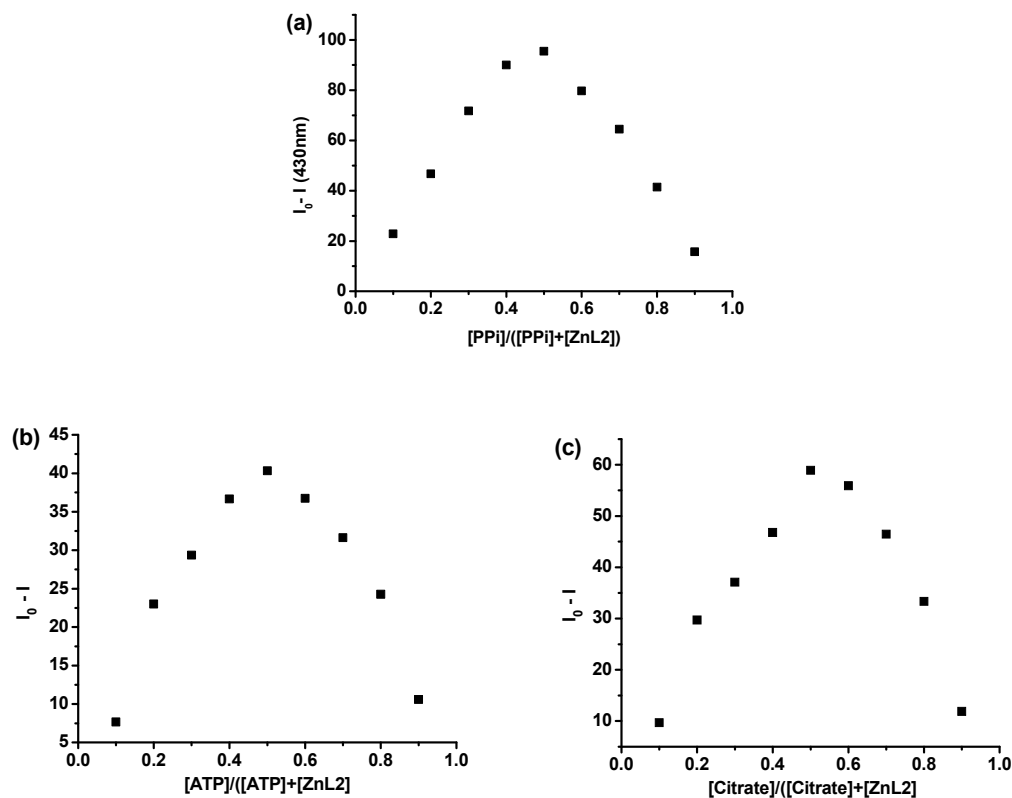 (a)
100
80
60
40
20
0
I₀- I (430nm)
0.0 0.2 0.4 0.6 0.8 1.0
[PPi]/([PPi]+[ZnL2])
(b)
45
40
35
30
25
20
15
10
5
I₀ - I
0.0 0.2 0.4 0.6 0.8 1.0
[ATP]/([ATP]+[ZnL2]
(c)
60
50
40
30
20
10
I₀ - I
0.0 0.2 0.4 0.6 0.8 1.0
[Citrate]/([Citrate]+[ZnL2]